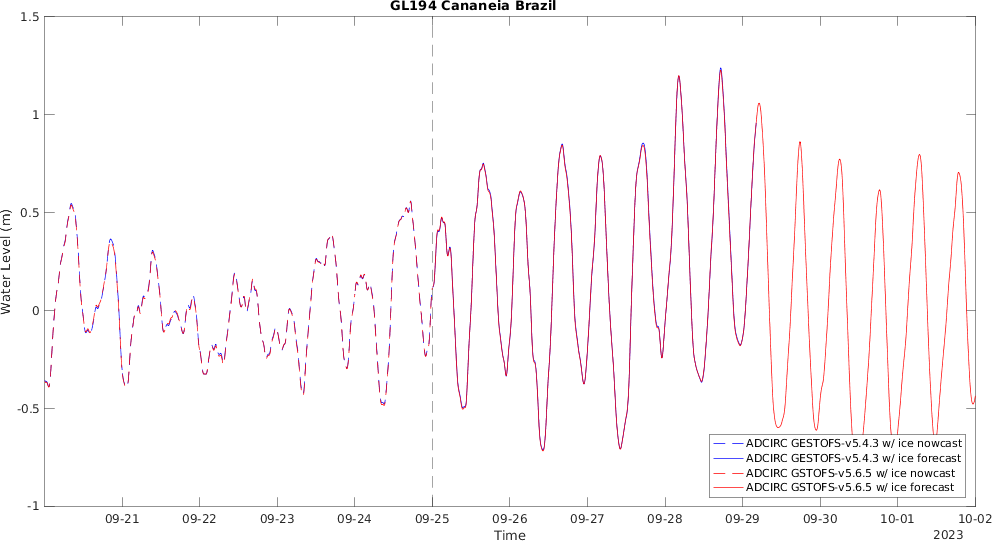 GL194 Cananeia Brazil
1.5
1
0.5
0
-0.5
-1
Water Level (m)
ADCIRC GESTOFS-v5.4.3 w/ ice nowcast
ADCIRC GESTOFS-v5.4.3 w/ ice forecast
ADCIRC GSTOFS-v5.6.5 w/ ice nowcast
ADCIRC GSTOFS-v5.6.5 w/ ice forecast
09-21 09-22 09-23 09-24 09-25 09-26 09-27 09-28 09-29 09-30 10-01 10-02
Time
2023